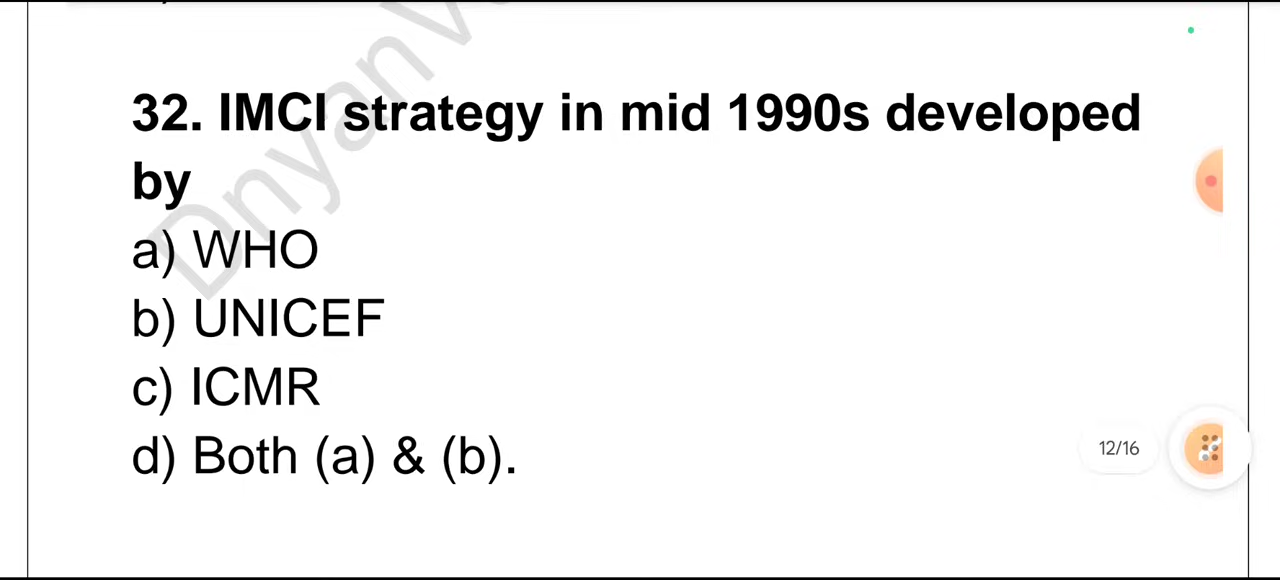 32. IMCI strategy in mid 1990s developed
by
a) WHO
b) UNICEF
c) ICMR
d) Both (a) & (b).
12/16